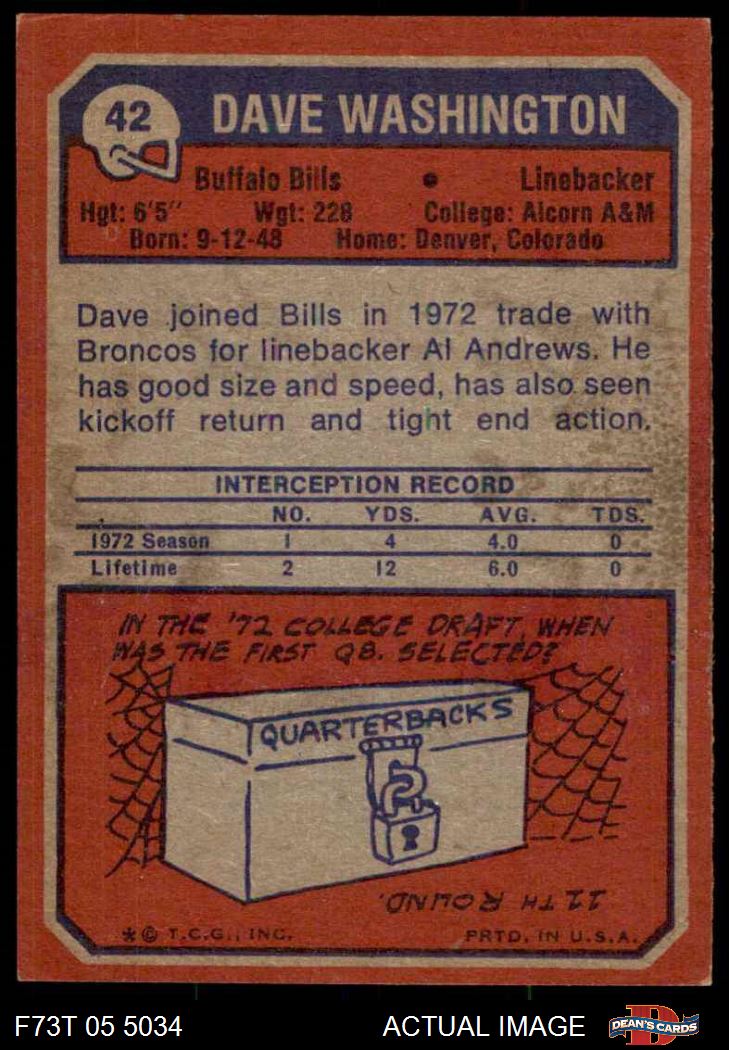 42
DAVE WASHINGTON
Buffalo Bills • Linebacker
Hgt: 6'5" Wgt: 228 College: Alcorn A&M
Born: 9-12-48 Home: Denver, Colorado
Dave joined Bills in 1972 trade with
Broncos for linebacker Al Andrews. He
has good size and speed, has also seen
kickoff return and tight end action.
INTERCEPTION RECORD
NO. YDS. AVG. TDS.
1972 Season 1 4 4.0 0
Lifetime 2 12 6.0 0
IN THE '72 COLLEGE DRAFT, WHEN
WAS THE FIRST QB. SELECTED?
QUARTERBACKS
11TH ROUND.
*© T.C.G., INC. PRTD. IN U.S.A.
F73T 05 5034 ACTUAL IMAGE
D
DEAN'S CARDS